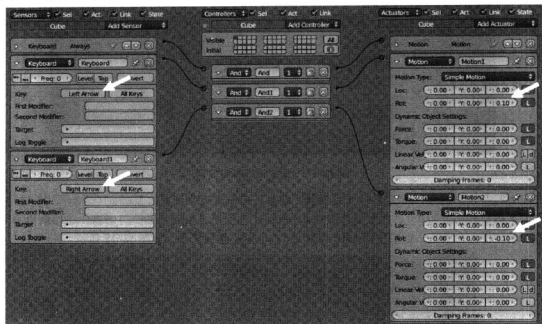 Sensors Sel Act Link State
Cube Add Sensor
Keyboard Always
Keyboard Keyboard
Freq: 0 Level Tap Invert
Key Left Arrow All Keys
First Modifier:
Second Modifier:
Target
Log Toggle
Keyboard Keyboard1
Freq: 0 Level Tap Invert
Key Right Arrow All Keys
First Modifier:
Second Modifier:
Target
Log Toggle
Controllers Sel Act Link
Cube Add Controller
Visible All
Initial
And And 1
And And1 1
And And2 1
Actuators Sel Act Link State
Cube Add Actuator
Motion Motion
Motion Motion1
Motion Type: Simple Motion
Loc: 0.00 Y: 0.00 0.00
Rot: 0.00 Y: 0.00 0.10 L
Dynamic Object Settings:
Force: 0.00 Y: 0.00 0.00 L
Torque: 0.00 Y: 0.00 0.00 L
Linear Vel 0.00 Y: 0.00 0.00 L d
Angular V 0.00 Y: 0.00 0.00 L
Damping Frames: 0
Motion Motion2
Motion Type: Simple Motion
Loc: 0.00 Y: 0.00 0.00
Rot: 0.00 Y: 0.00 -0.10 L
Dynamic Object Settings:
Force: 0.00 Y: 0.00 0.00 L
Torque: 0.00 Y: 0.00 0.00 L
Linear Vel 0.00 Y: 0.00 0.00 L d
Angular V 0.00 Y: 0.00 0.00 L
Damping Frames: 0